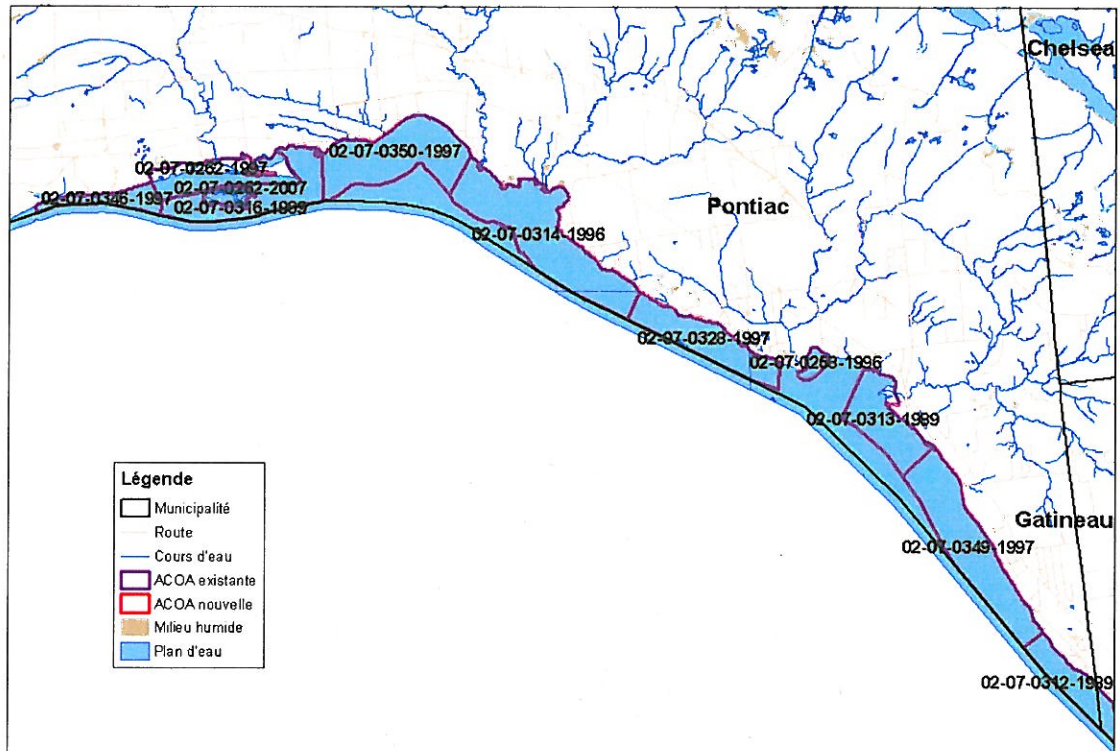 Chelsea
02-07-0350-1997
02-07-0262-1997
02-07-0262-2007
02-07-0346-1997
02-07-0316-1989
Pontiac
02-07-0314-1996
02-07-0328-1997
02-07-0253-1996
02-07-0313-1989
Gatineau
02-07-0349-1997
02-07-0312-1989
Légende
Municipalité
Route
Cours d'eau
ACOA existante
ACOA nouvelle
Milieu humide
Plan d'eau